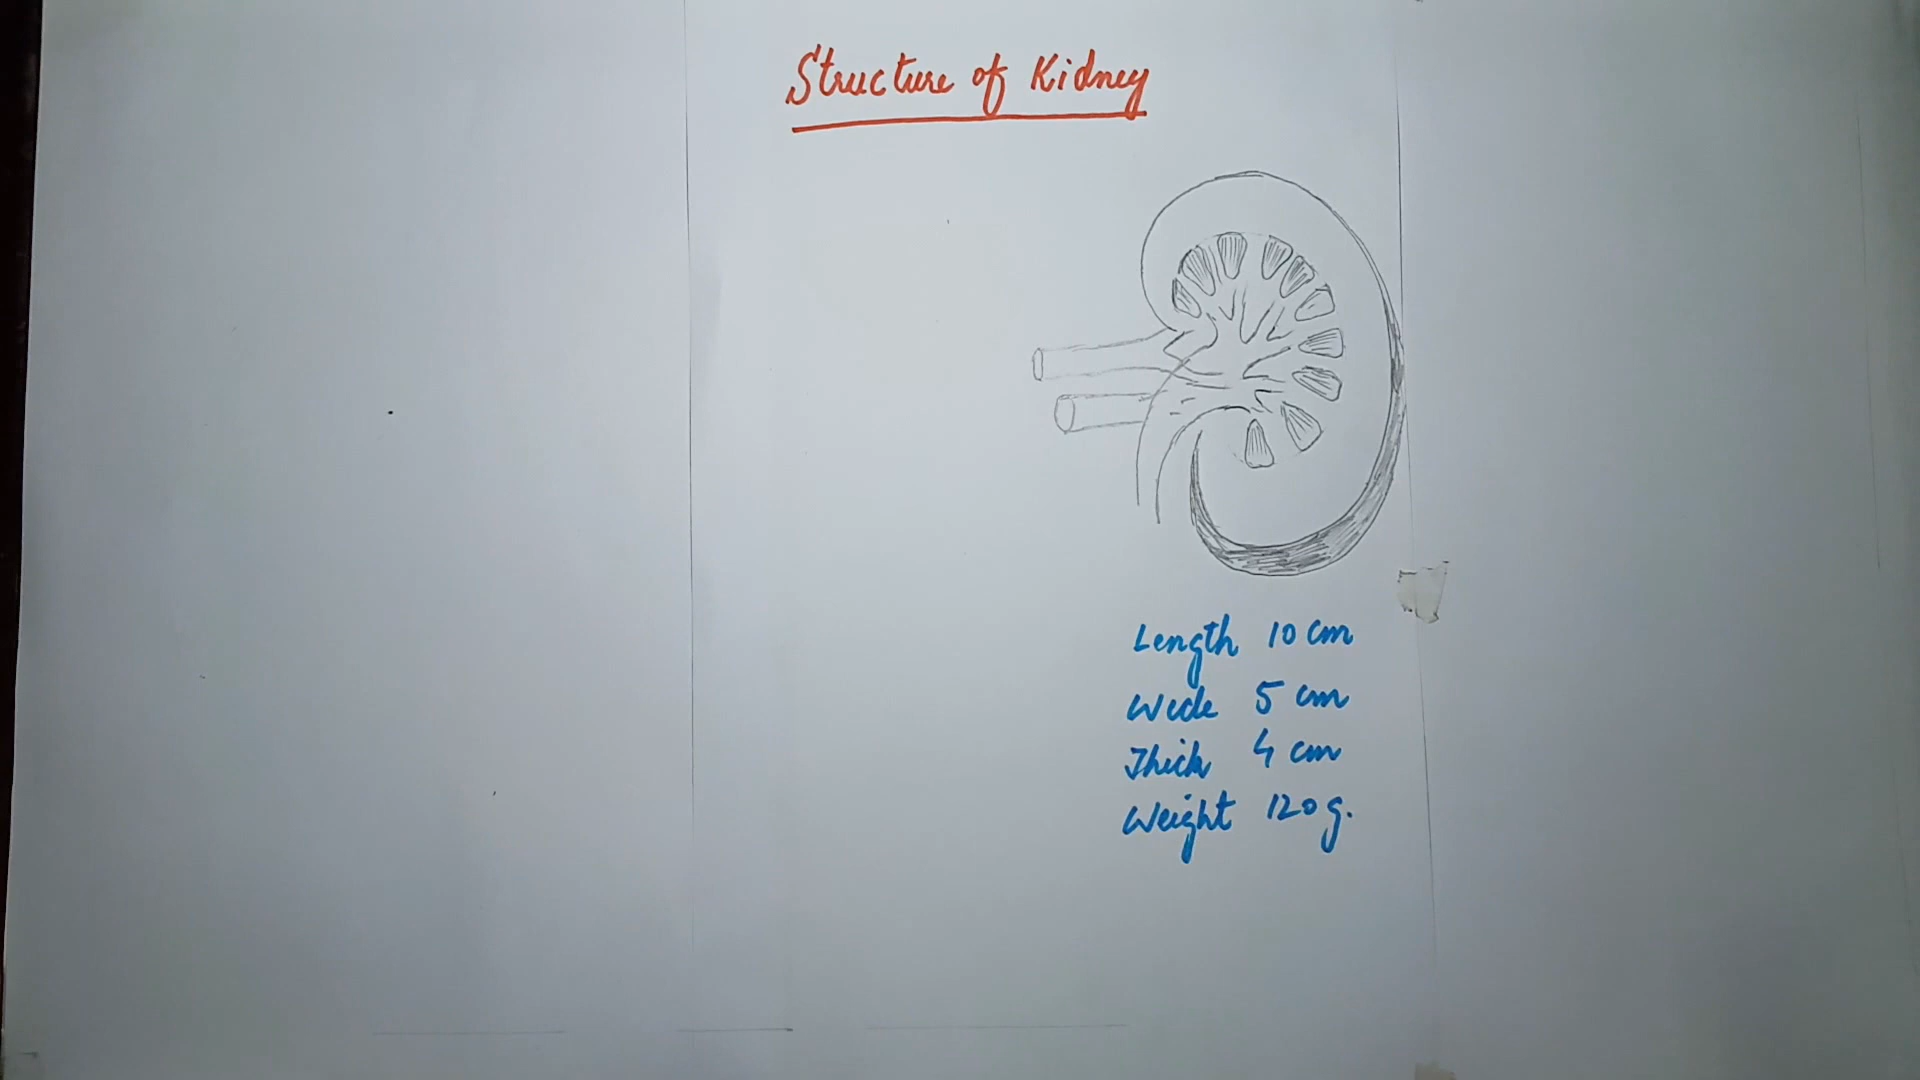 Structure of Kidney
Length 10 cm
Wide 5 cm
Thick 4 cm
Weight 120 g.